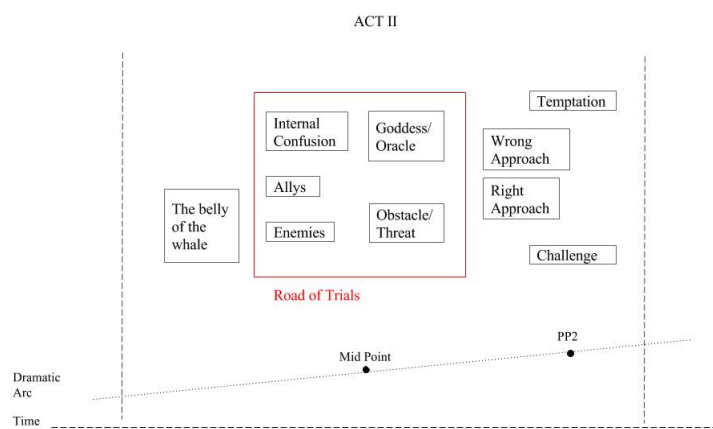 ACT II
Temptation
Internal
Confusion
Goddess/
Oracle
Wrong
Approach
Allys
Right
Approach
The belly
of the
whale
Enemies
Obstacle/
Threat
Challenge
Road of Trials
PP2
Mid Point
Dramatic
Arc
Time